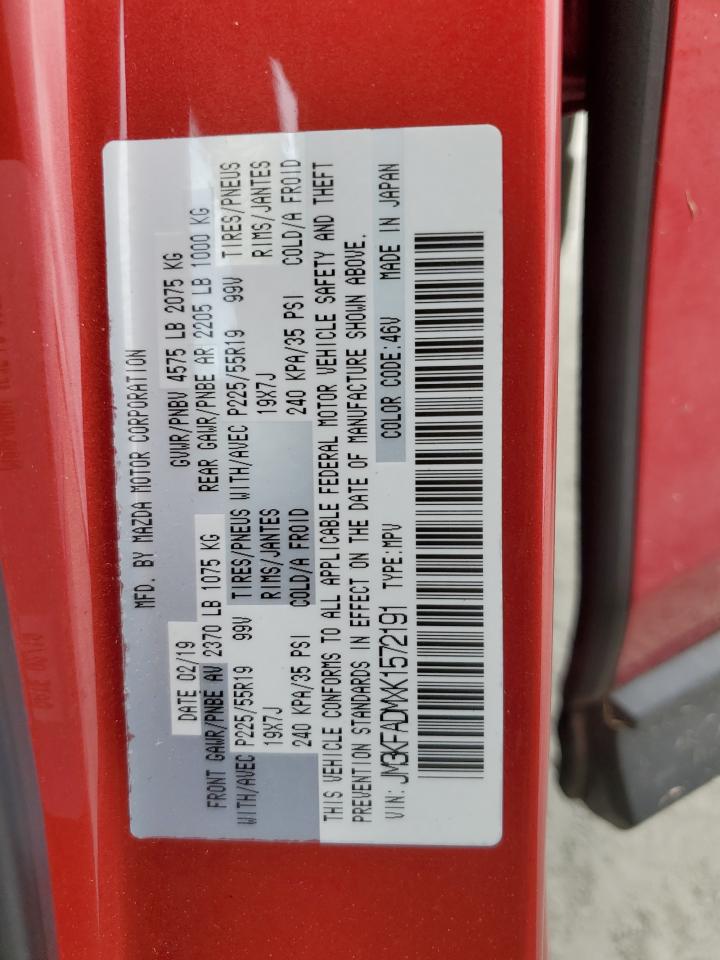 MFD. BY MAZDA MOTOR CORPORATION
DATE 02/19 GVWR/PNBV 4575 LB 2075 KG
FRONT GAWR/PNBE AV 2370 LB 1075 KG REAR GAWR/PNBE AR 2205 LB 1000 KG
WITH/AVEC P225/55R19 99V TIRES/PNEUS WITH/AVEC P225/55R19 99V TIRES/PNEUS
19X7J RIMS/JANTES 19X7J RIMS/JANTES
240 KPA/35 PSI COLD/A FROID 240 KPA/35 PSI COLD/A FROID
THIS VEHICLE CONFORMS TO ALL APPLICABLE FEDERAL MOTOR VEHICLE SAFETY AND THEFT
PREVENTION STANDARDS IN EFFECT ON THE DATE OF MANUFACTURE SHOWN ABOVE.
VIN: JM3KFADMXK1572191 TYPE:MPV COLOR CODE:46V MADE IN JAPAN